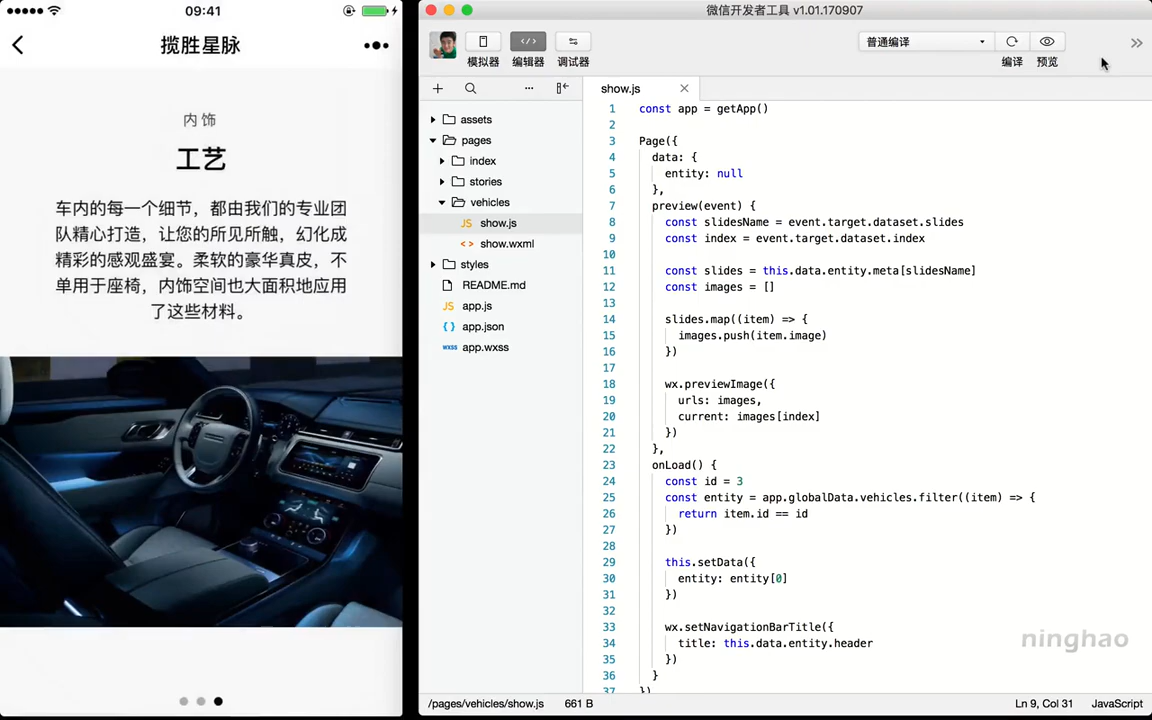 09:41
揽胜星脉
内饰
工艺
车内的每一个细节，都由我们的专业团
队精心打造，让您的所见所触，幻化成
精彩的感观盛宴。柔软的豪华真皮，不
单用于座椅，内饰空间也大面积地应用
了这些材料。
微信开发者工具 v1.01.170907
模拟器 编辑器 调试器
普通编译
编译 预览
assets
pages
index
stories
vehicles
JS show.js
<> show.wxml
styles
README.md
JS app.js
{} app.json
wxss app.wxss
show.js
1 const app = getApp()
2
3 Page({
4 data: {
5 entity: null
6 },
7 preview(event) {
8 const slidesName = event.target.dataset.slides
9 const index = event.target.dataset.index
10
11 const slides = this.data.entity.meta[slidesName]
12 const images = []
13
14 slides.map((item) => {
15 images.push(item.image)
16 })
17
18 wx.previewImage({
19 urls: images,
20 current: images[index]
21 })
22 },
23 onLoad() {
24 const id = 3
25 const entity = app.globalData.vehicles.filter((item) => {
26 return item.id == id
27 })
28
29 this.setData({
30 entity: entity[0]
31 })
32
33 wx.setNavigationBarTitle({
34 title: this.data.entity.header
35 })
36 }
37 })
ninghao
/pages/vehicles/show.js 661 B
Ln 9, Col 31 JavaScript